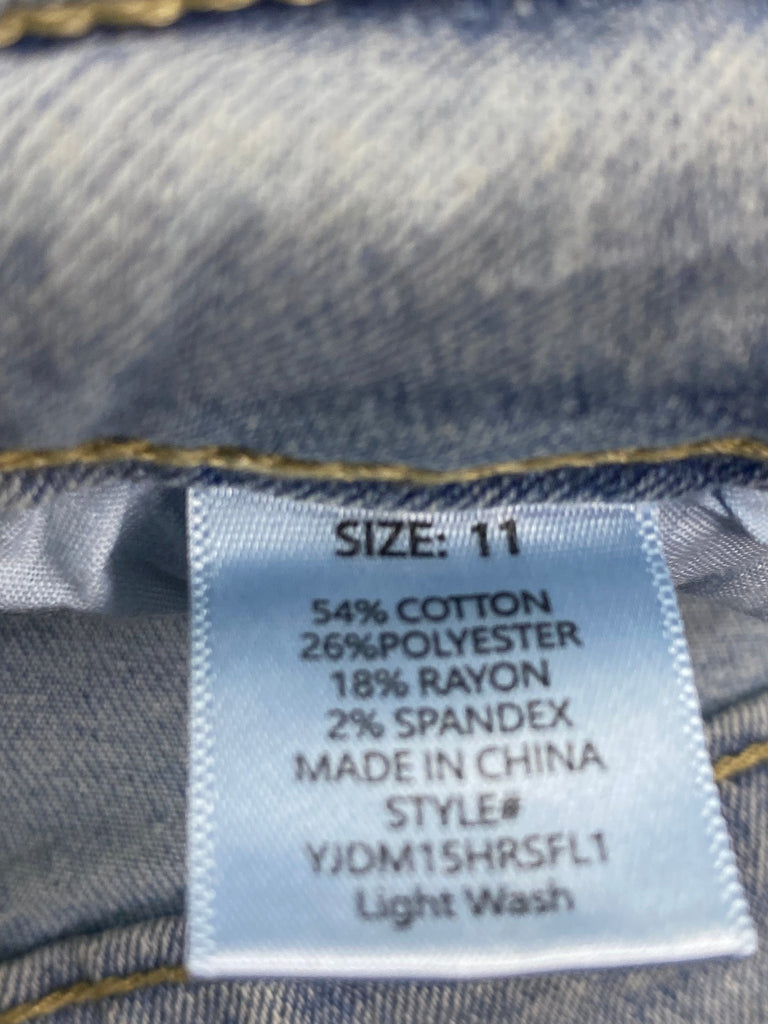 SIZE: 11
54% COTTON
26%POLYESTER
18% RAYON
2% SPANDEX
MADE IN CHINA
STYLE#
YJDM15HRSFL1
Light Wash